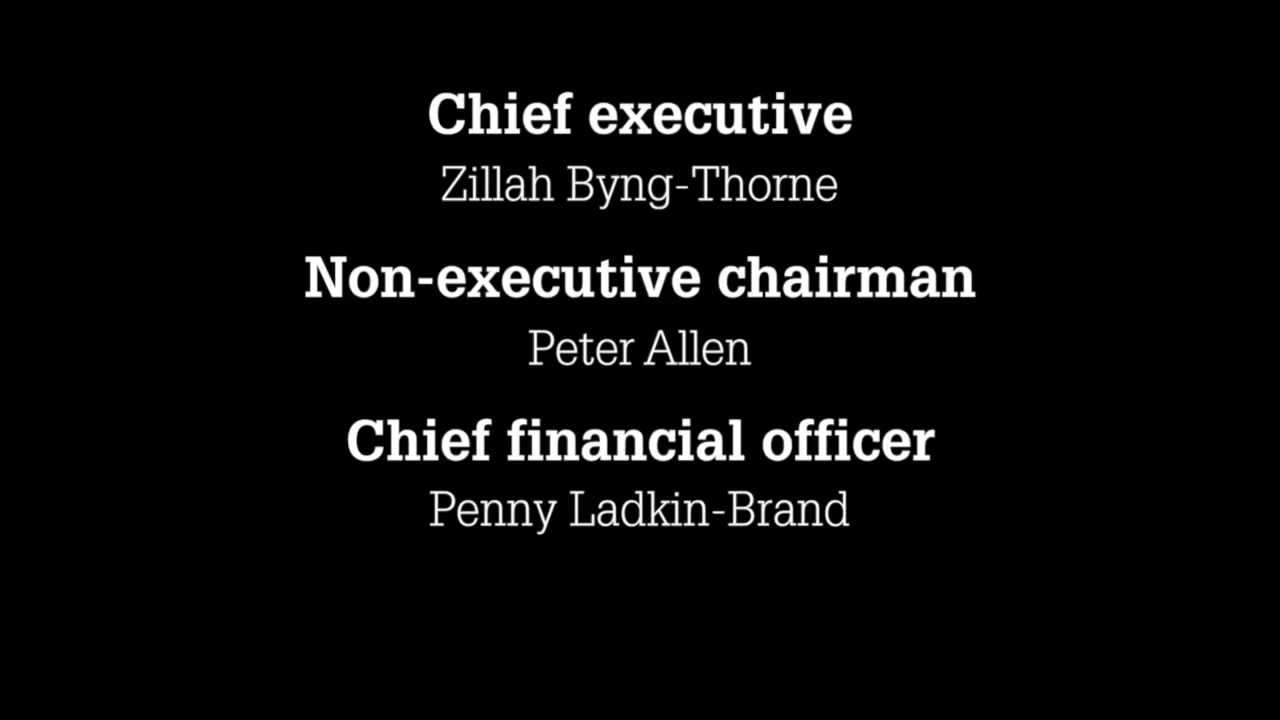 Chief executive
Zillah Byng-Thorne
Non-executive chairman
Peter Allen
Chief financial officer
Penny Ladkin-Brand